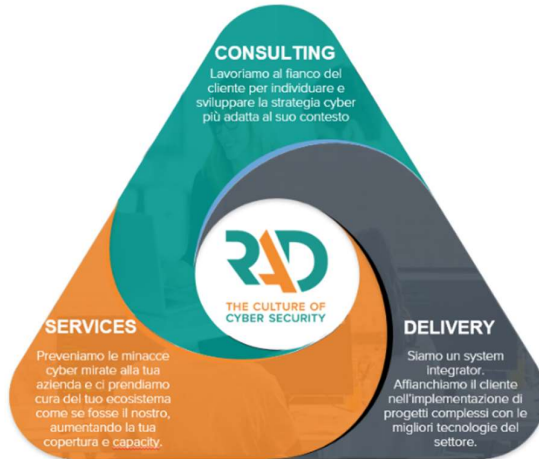 CONSULTING
Lavoriamo al fianco del
cliente per individuare e
sviluppare la strategia cyber
più adatta al suo contesto
RAD
THE CULTURE OF
CYBER SECURITY
SERVICES
Preveniamo le minacce
cyber mirate alla tua
azienda e ci prendiamo
cura del tuo ecosistema
come se fosse il nostro,
aumentando la tua
copertura e capacity.
DELIVERY
Siamo un system
integrator.
Affianchiamo il cliente
nell'implementazione di
progetti complessi con le
migliori tecnologie del
settore.